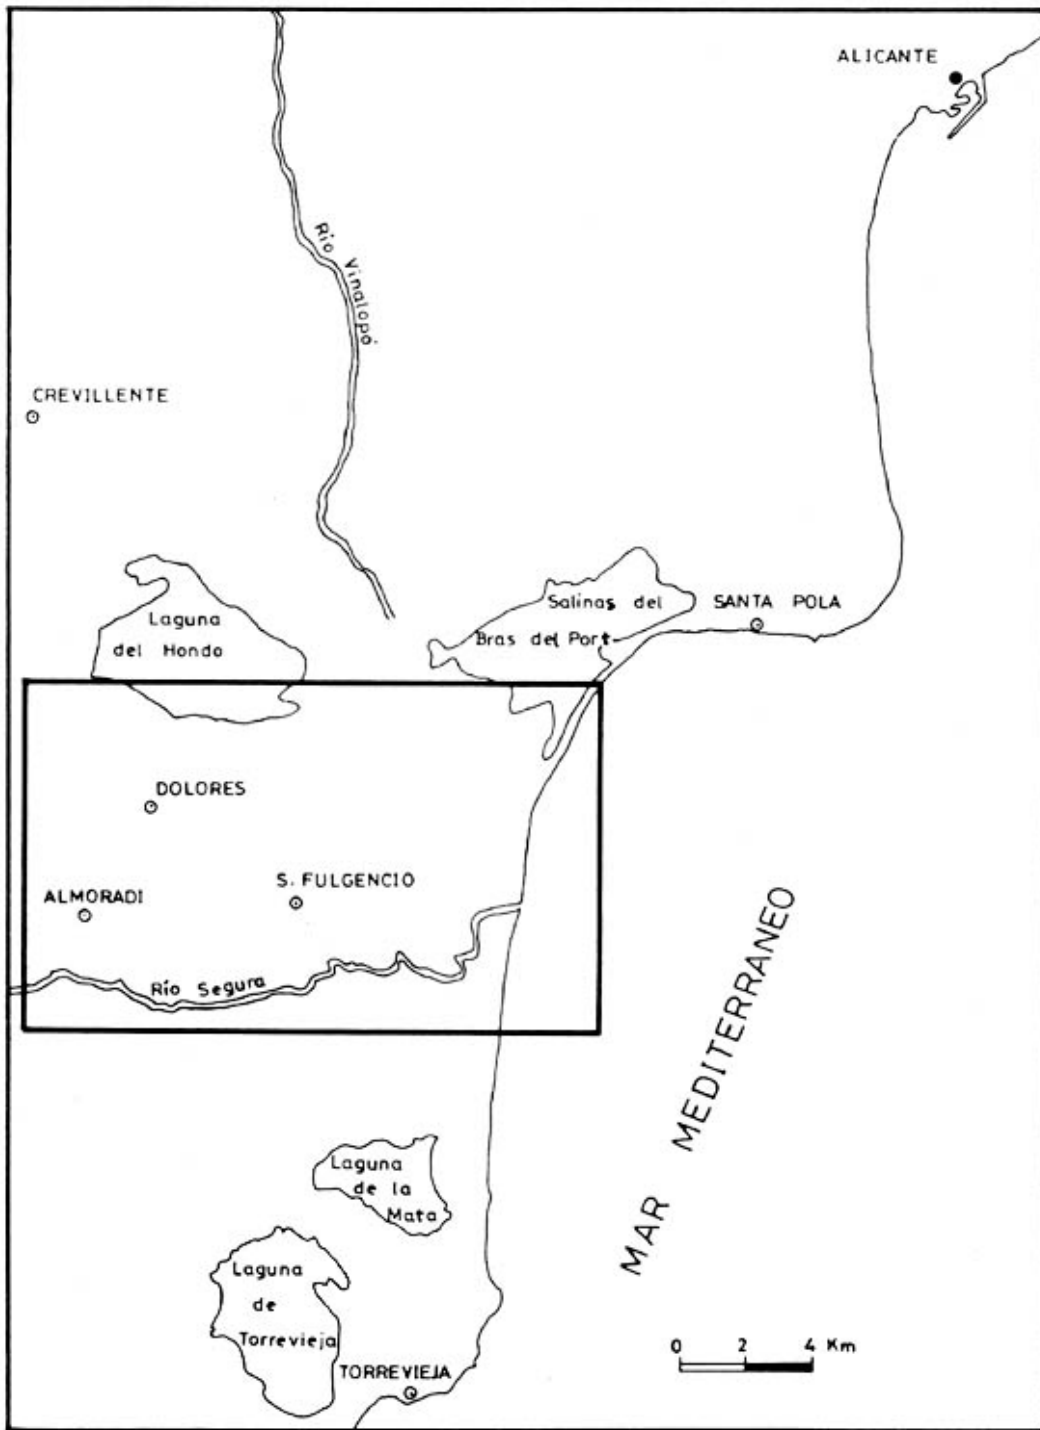 ALICANTE
Río Vinalopó
CREVILLENTE
Laguna
del Hondo
Salinas del
Bras del Port
SANTA POLA
DOLORES
S. FULGENCIO
ALMORADI
Río Segura
MAR MEDITERRANEO
Laguna
de la
Mata
Laguna
de
Torrevieja
TORREVIEJA
0 2 4 Km